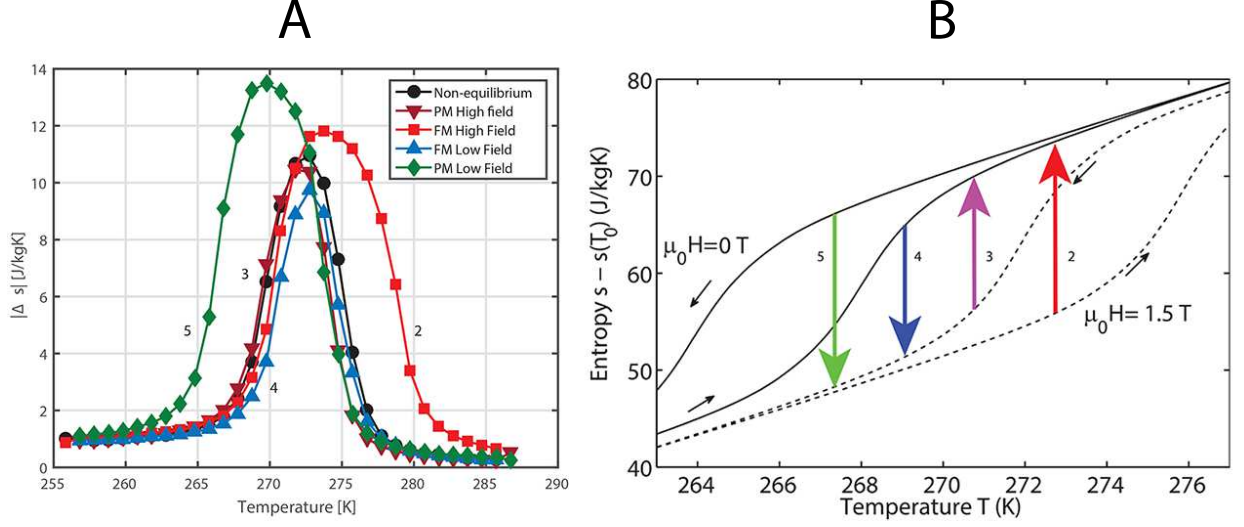 A
B
14
12
10
8
6
4
2
0
|Δ s| [J/kgK]
255
260
265
270
275
280
285
290
Temperature [K]
Non-equilibrium
PM High field
FM High Field
FM Low Field
PM Low Field
5
3
4
2
80
70
60
50
40
Entropy s − s(T0) (J/kgK)
264
266
268
270
272
274
276
Temperature T (K)
μ0H=0 T
μ0H= 1.5 T
5
4
3
2